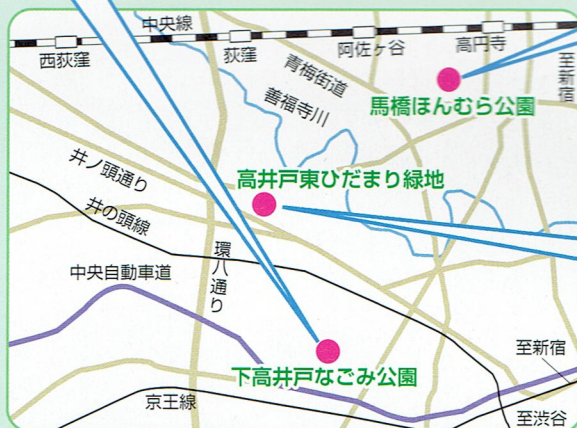 中央線
西荻窪
荻窪
阿佐ヶ谷
高円寺
至新宿
青梅街道
善福寺川
馬橋ほんむら公園
井ノ頭通り
高井戸東ひだまり緑地
井の頭線
環八通り
中央自動車道
下高井戸なごみ公園
京王線
至新宿
至渋谷